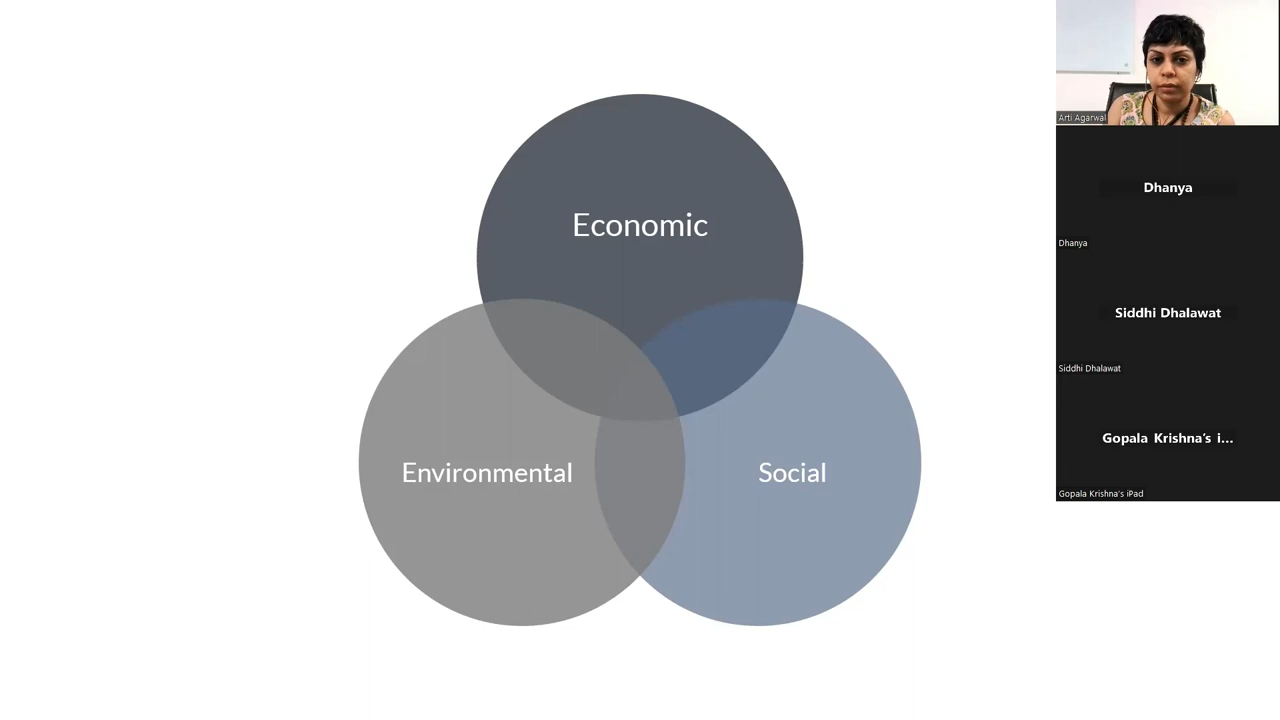 Economic
Environmental
Social
Arti Agarwal
Dhanya
Dhanya
Siddhi Dhalawat
Siddhi Dhalawat
Gopala Krishna's i...
Gopala Krishna's iPad